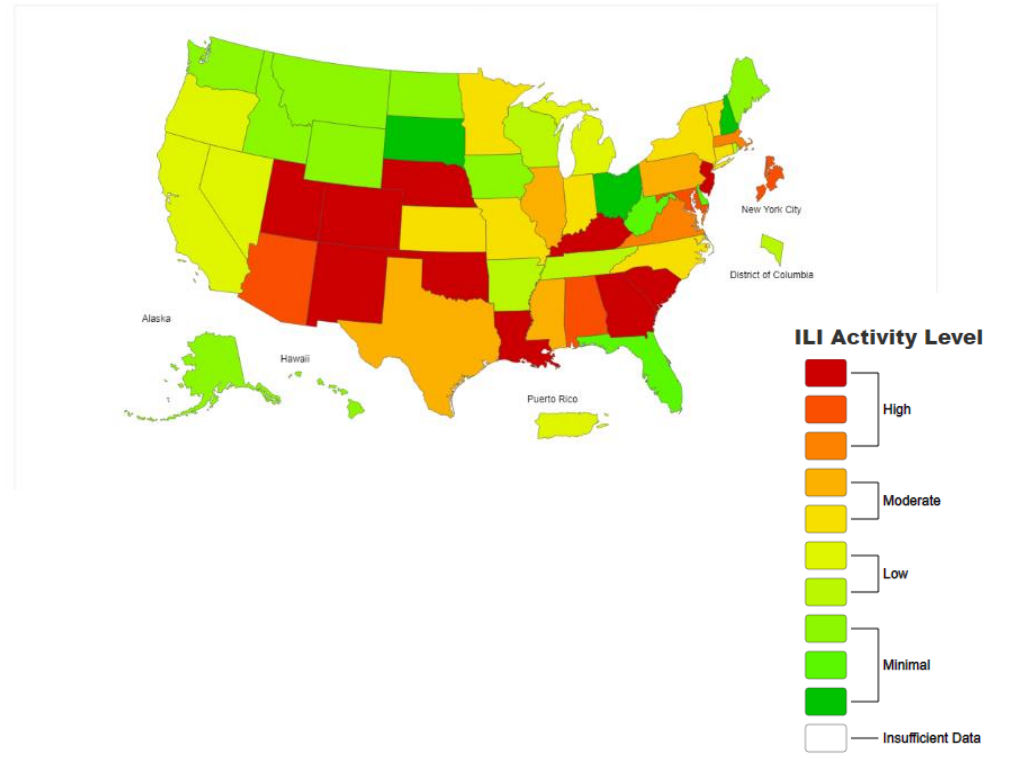 New York City
District of Columbia
Alaska
Hawaii
Puerto Rico
ILI Activity Level
High
Moderate
Low
Minimal
Insufficient Data